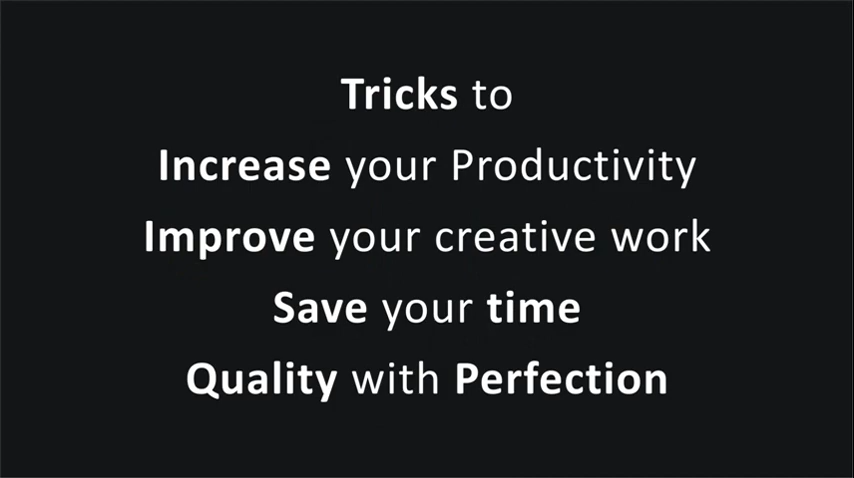 Tricks to
Increase your Productivity
Improve your creative work
Save your time
Quality with Perfection